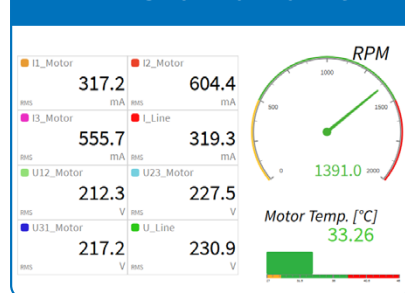 I1_Motor
317.2
RMS mA
I2_Motor
604.4
mA
I3_Motor
555.7
RMS mA
I_Line
319.3
RMS mA
U12_Motor
212.3
RMS V
U23_Motor
227.5
RMS V
U31_Motor
217.2
RMS V
U_Line
230.9
RMS V
RPM
0
500
1000
1500
2000
1391.0
Motor Temp. [°C]
33.26